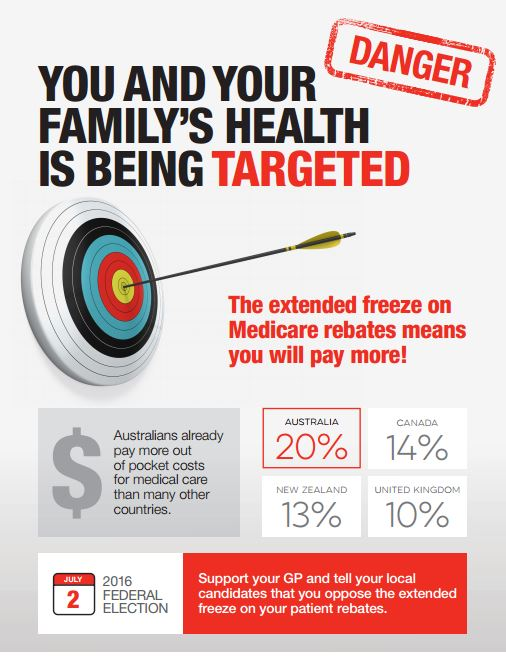 DANGER
YOU AND YOUR
FAMILY'S HEALTH
IS BEING TARGETED
The extended freeze on
Medicare rebates means
you will pay more!
$
Australians already
pay more out
of pocket costs
for medical care
than many other
countries.
AUSTRALIA
20%
CANADA
14%
NEW ZEALAND
13%
UNITED KINGDOM
10%
JULY
2
2016
FEDERAL
ELECTION
Support your GP and tell your local
candidates that you oppose the extended
freeze on your patient rebates.